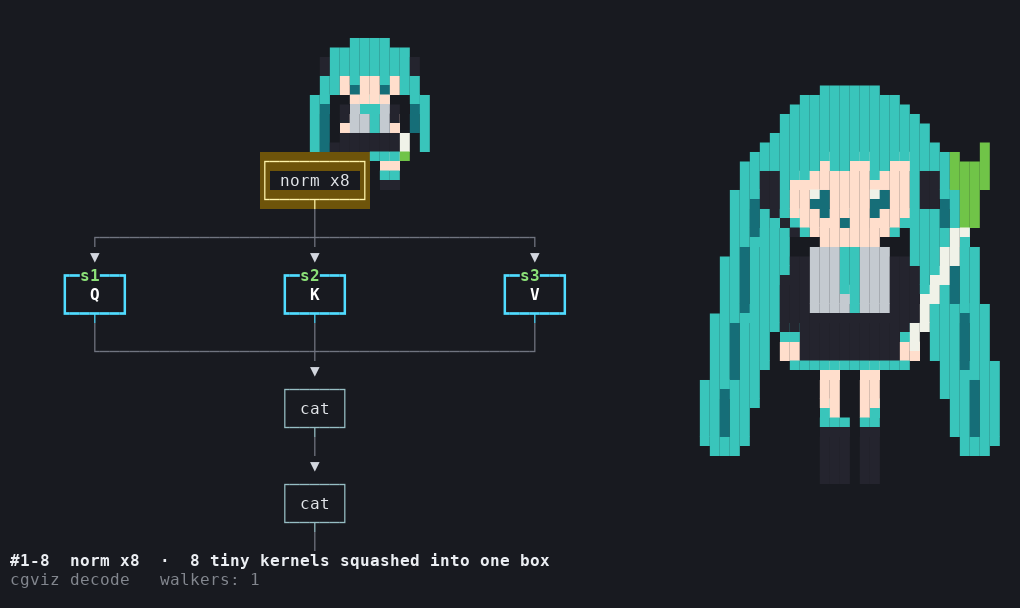 norm x8
s1 s2 s3
Q K V
cat
cat
#1-8  norm x8  ·  8 tiny kernels squashed into one box
cgviz decode   walkers: 1